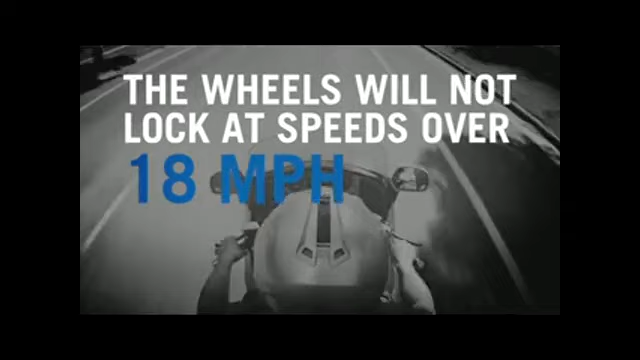 THE WHEELS WILL NOT
LOCK AT SPEEDS OVER
18 MPH